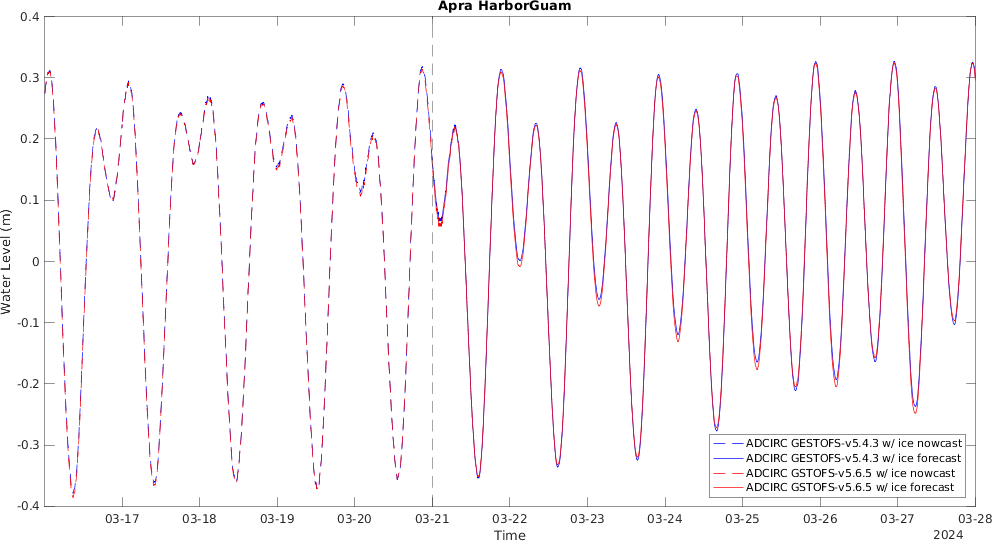 Apra HarborGuam
0.4
0.3
0.2
0.1
0
-0.1
-0.2
-0.3
-0.4
Water Level (m)
ADCIRC GESTOFS-v5.4.3 w/ ice nowcast
ADCIRC GESTOFS-v5.4.3 w/ ice forecast
ADCIRC GSTOFS-v5.6.5 w/ ice nowcast
ADCIRC GSTOFS-v5.6.5 w/ ice forecast
03-17 03-18 03-19 03-20 03-21 03-22 03-23 03-24 03-25 03-26 03-27 03-28
Time
2024